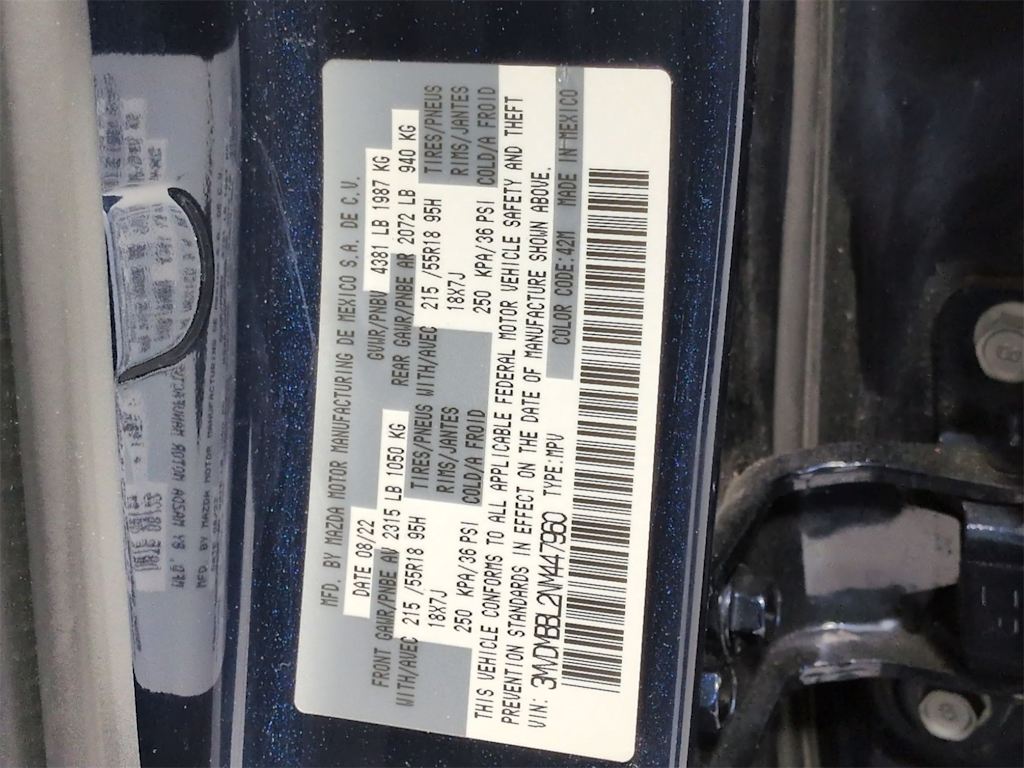 MFD. BY MAZDA MOTOR MANUFACTURING DE MEXICO S.A. DE C.V.
DATE 08/22 GVWR/PNBV 4381 LB 1987 KG
FRONT GAWR/PNBE AV 2315 LB 1050 KG REAR GAWR/PNBE AR 2072 LB 940 KG
WITH/AVEC 215 /55R18 95H TIRES/PNEUS WITH/AVEC 215 /55R18 95H TIRES/PNEUS
18X7J RIMS/JANTES 18X7J RIMS/JANTES
250 KPA/36 PSI COLD/A FROID 250 KPA/36 PSI COLD/A FROID
THIS VEHICLE CONFORMS TO ALL APPLICABLE FEDERAL MOTOR VEHICLE SAFETY AND THEFT
PREVENTION STANDARDS IN EFFECT ON THE DATE OF MANUFACTURE SHOWN ABOVE.
VIN: 3MVDMBBL2NM447960 TYPE:MPV COLOR CODE:42M MADE IN MEXICO
MFD. BY MAZDA MOTOR